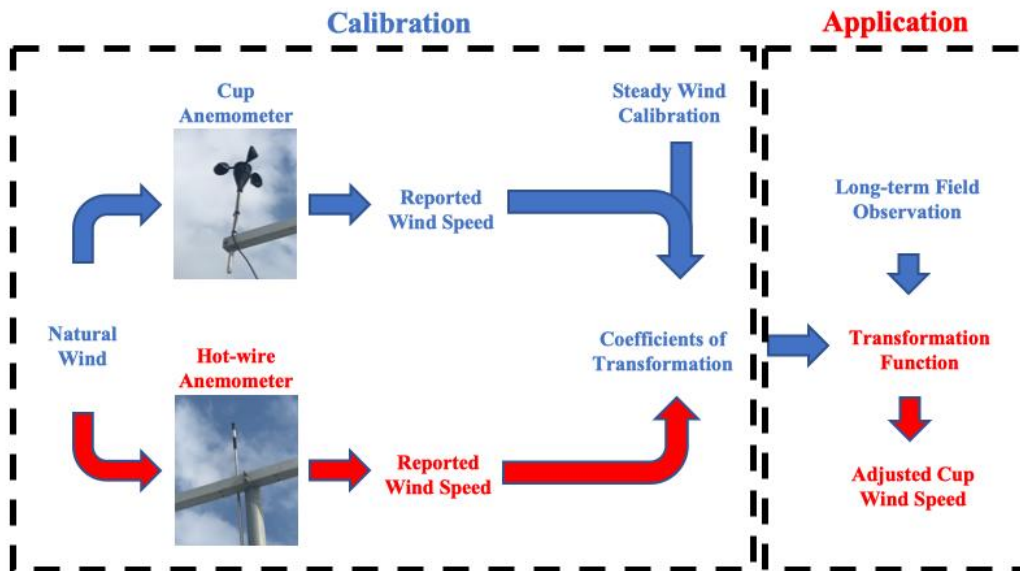 Calibration
Application
Cup
Anemometer
Steady Wind
Calibration
Reported
Wind Speed
Long-term Field
Observation
Natural
Wind
Hot-wire
Anemometer
Coefficients of
Transformation
Transformation
Function
Reported
Wind Speed
Adjusted Cup
Wind Speed